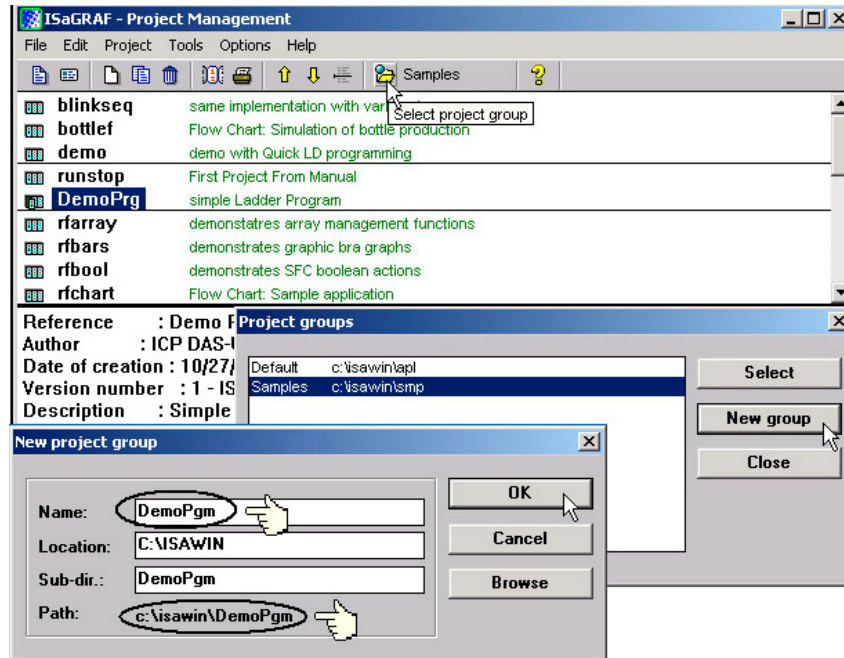 ISaGRAF - Project Management
File Edit Project Tools Options Help
Samples
Select project group
blinkseq same implementation with var
bottlef Flow Chart: Simulation of bottle production
demo demo with Quick LD programming
runstop First Project From Manual
DemoPrg simple Ladder Program
rfarray demonstatres array management functions
rfbars demonstrates graphic bra graphs
rfbool demonstrates SFC boolean actions
rfchart Flow Chart: Sample application
Reference : Demo
Author : ICP DAS-
Date of creation : 10/27/
Version number : 1 - IS
Description : Simple
Project groups
Default c:\isawin\apl
Samples c:\isawin\smp
Select
New group
Close
New project group
Name: DemoPgm
Location: C:\ISAWIN
Sub-dir.: DemoPgm
Path: c:\isawin\DemoPgm
OK
Cancel
Browse